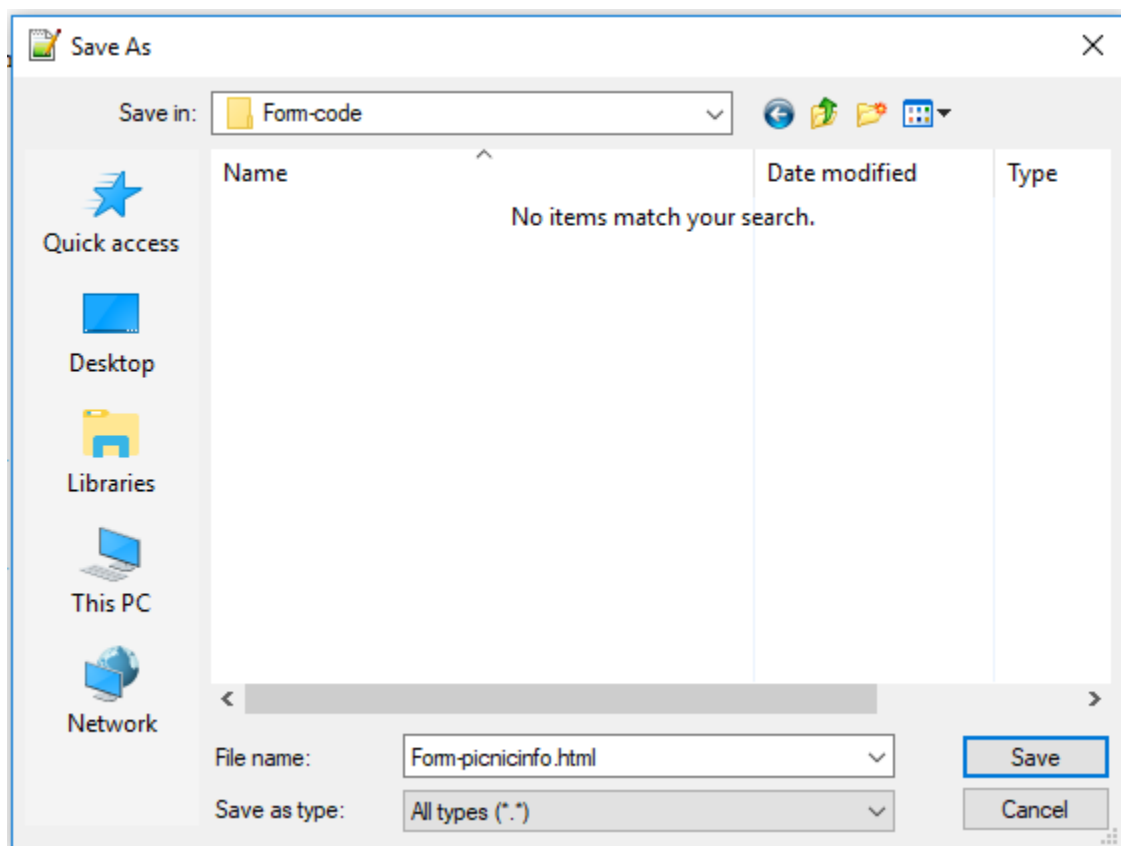 Save As
Save in: Form-code
Name Date modified Type
No items match your search.
Quick access
Desktop
Libraries
This PC
Network
File name: Form-picnicinfo.html Save
Save as type: All types (*.*) Cancel